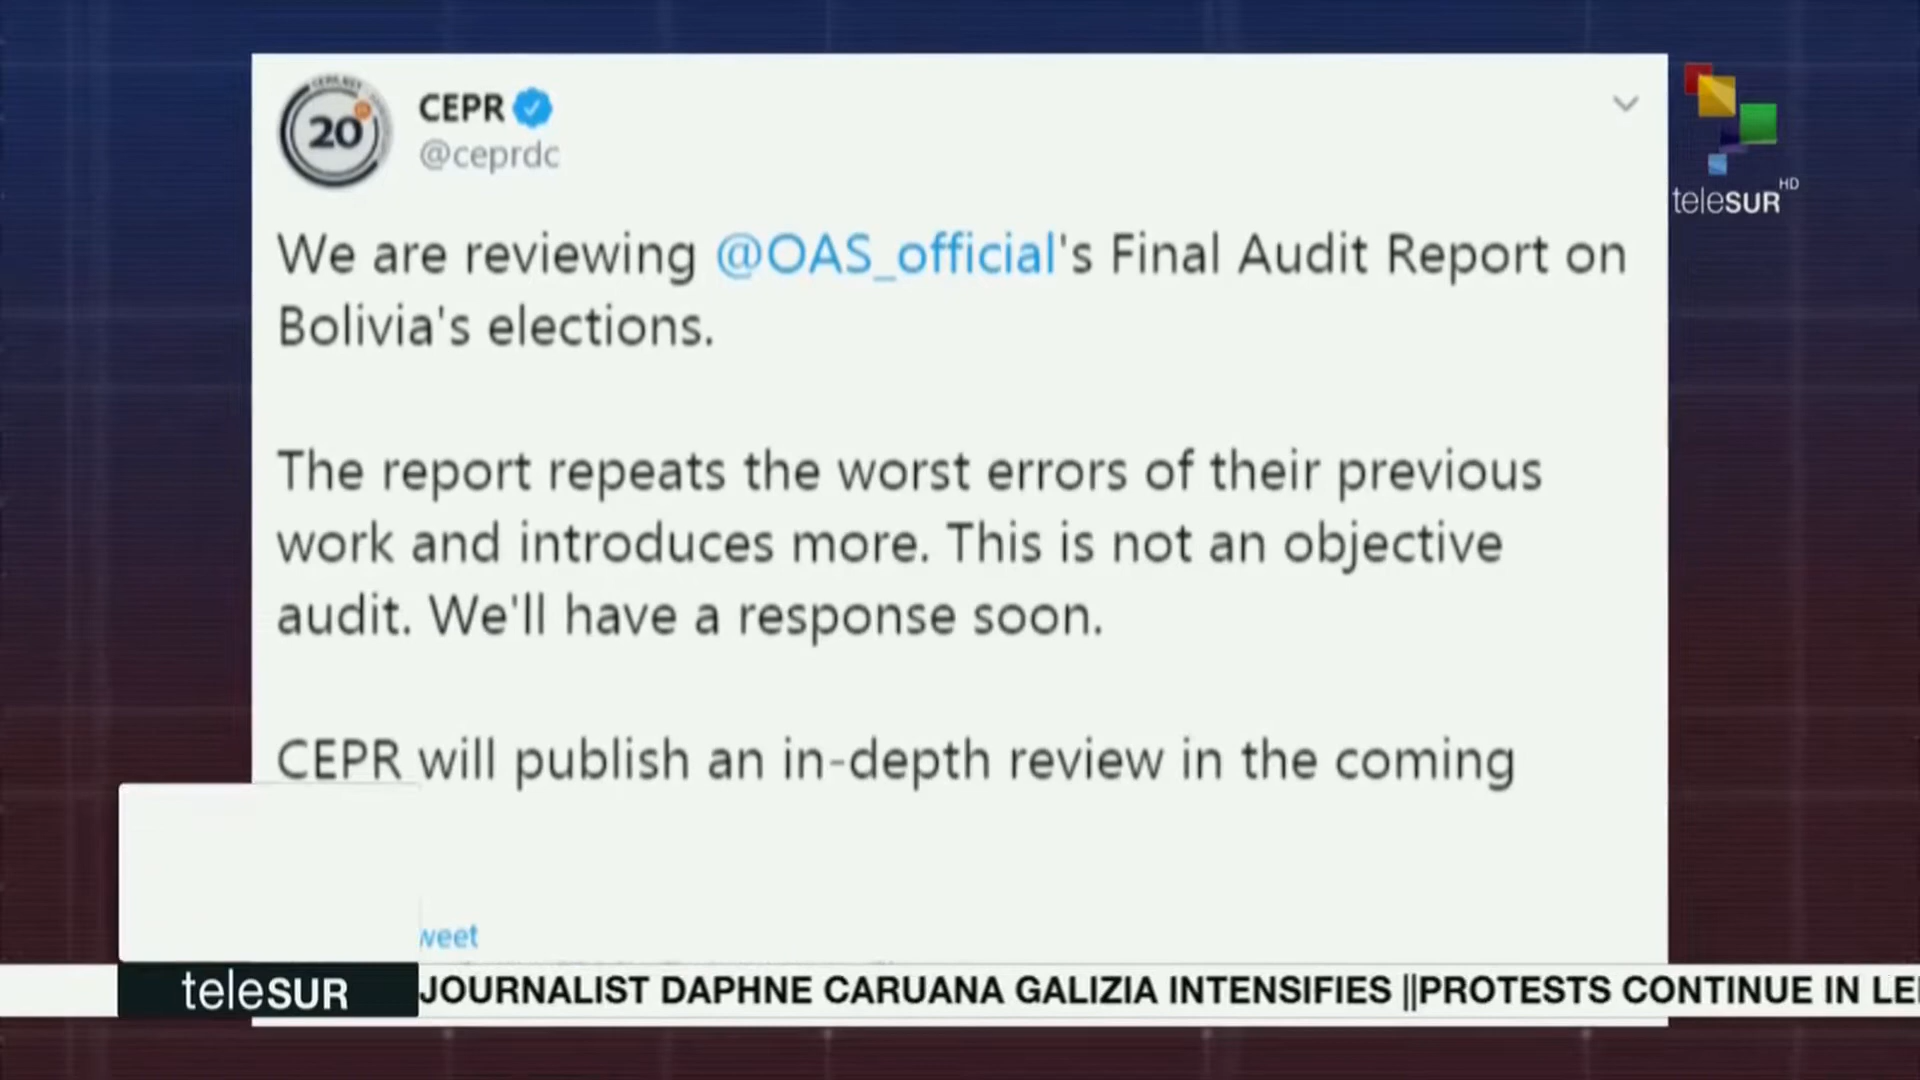 20
CEPR
@ceprdc
HD
teleSUR
We are reviewing @OAS_official's Final Audit Report on
Bolivia's elections.
The report repeats the worst errors of their previous
work and introduces more. This is not an objective
audit. We'll have a response soon.
CEPR will publish an in-depth review in the coming
weet
teleSUR
JOURNALIST DAPHNE CARUANA GALIZIA INTENSIFIES ||PROTESTS CONTINUE IN LE